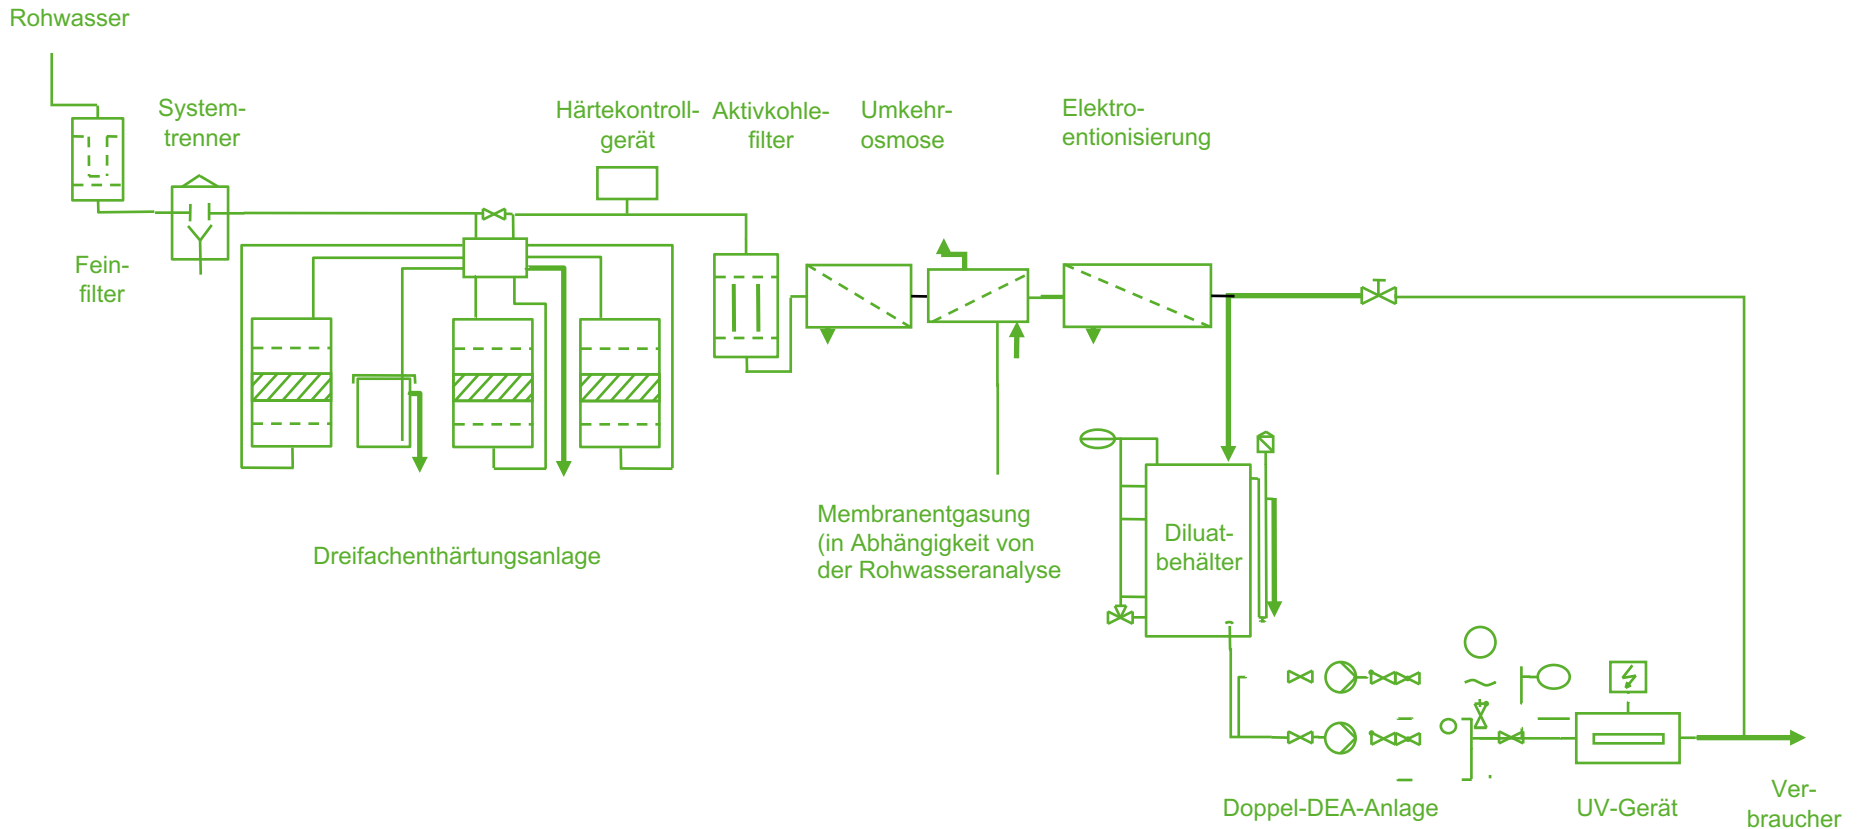 Rohwasser
System-
trenner
Härtekontroll-
gerät
Aktivkohle-
filter
Umkehr-
osmose
Elektro-
entionisierung
Fein-
filter
Dreifachenthärtungsanlage
Membranentgasung
(in Abhängigkeit von
der Rohwasseranalyse
Diluat-
behälter
Doppel-DEA-Anlage
UV-Gerät
Ver-
braucher